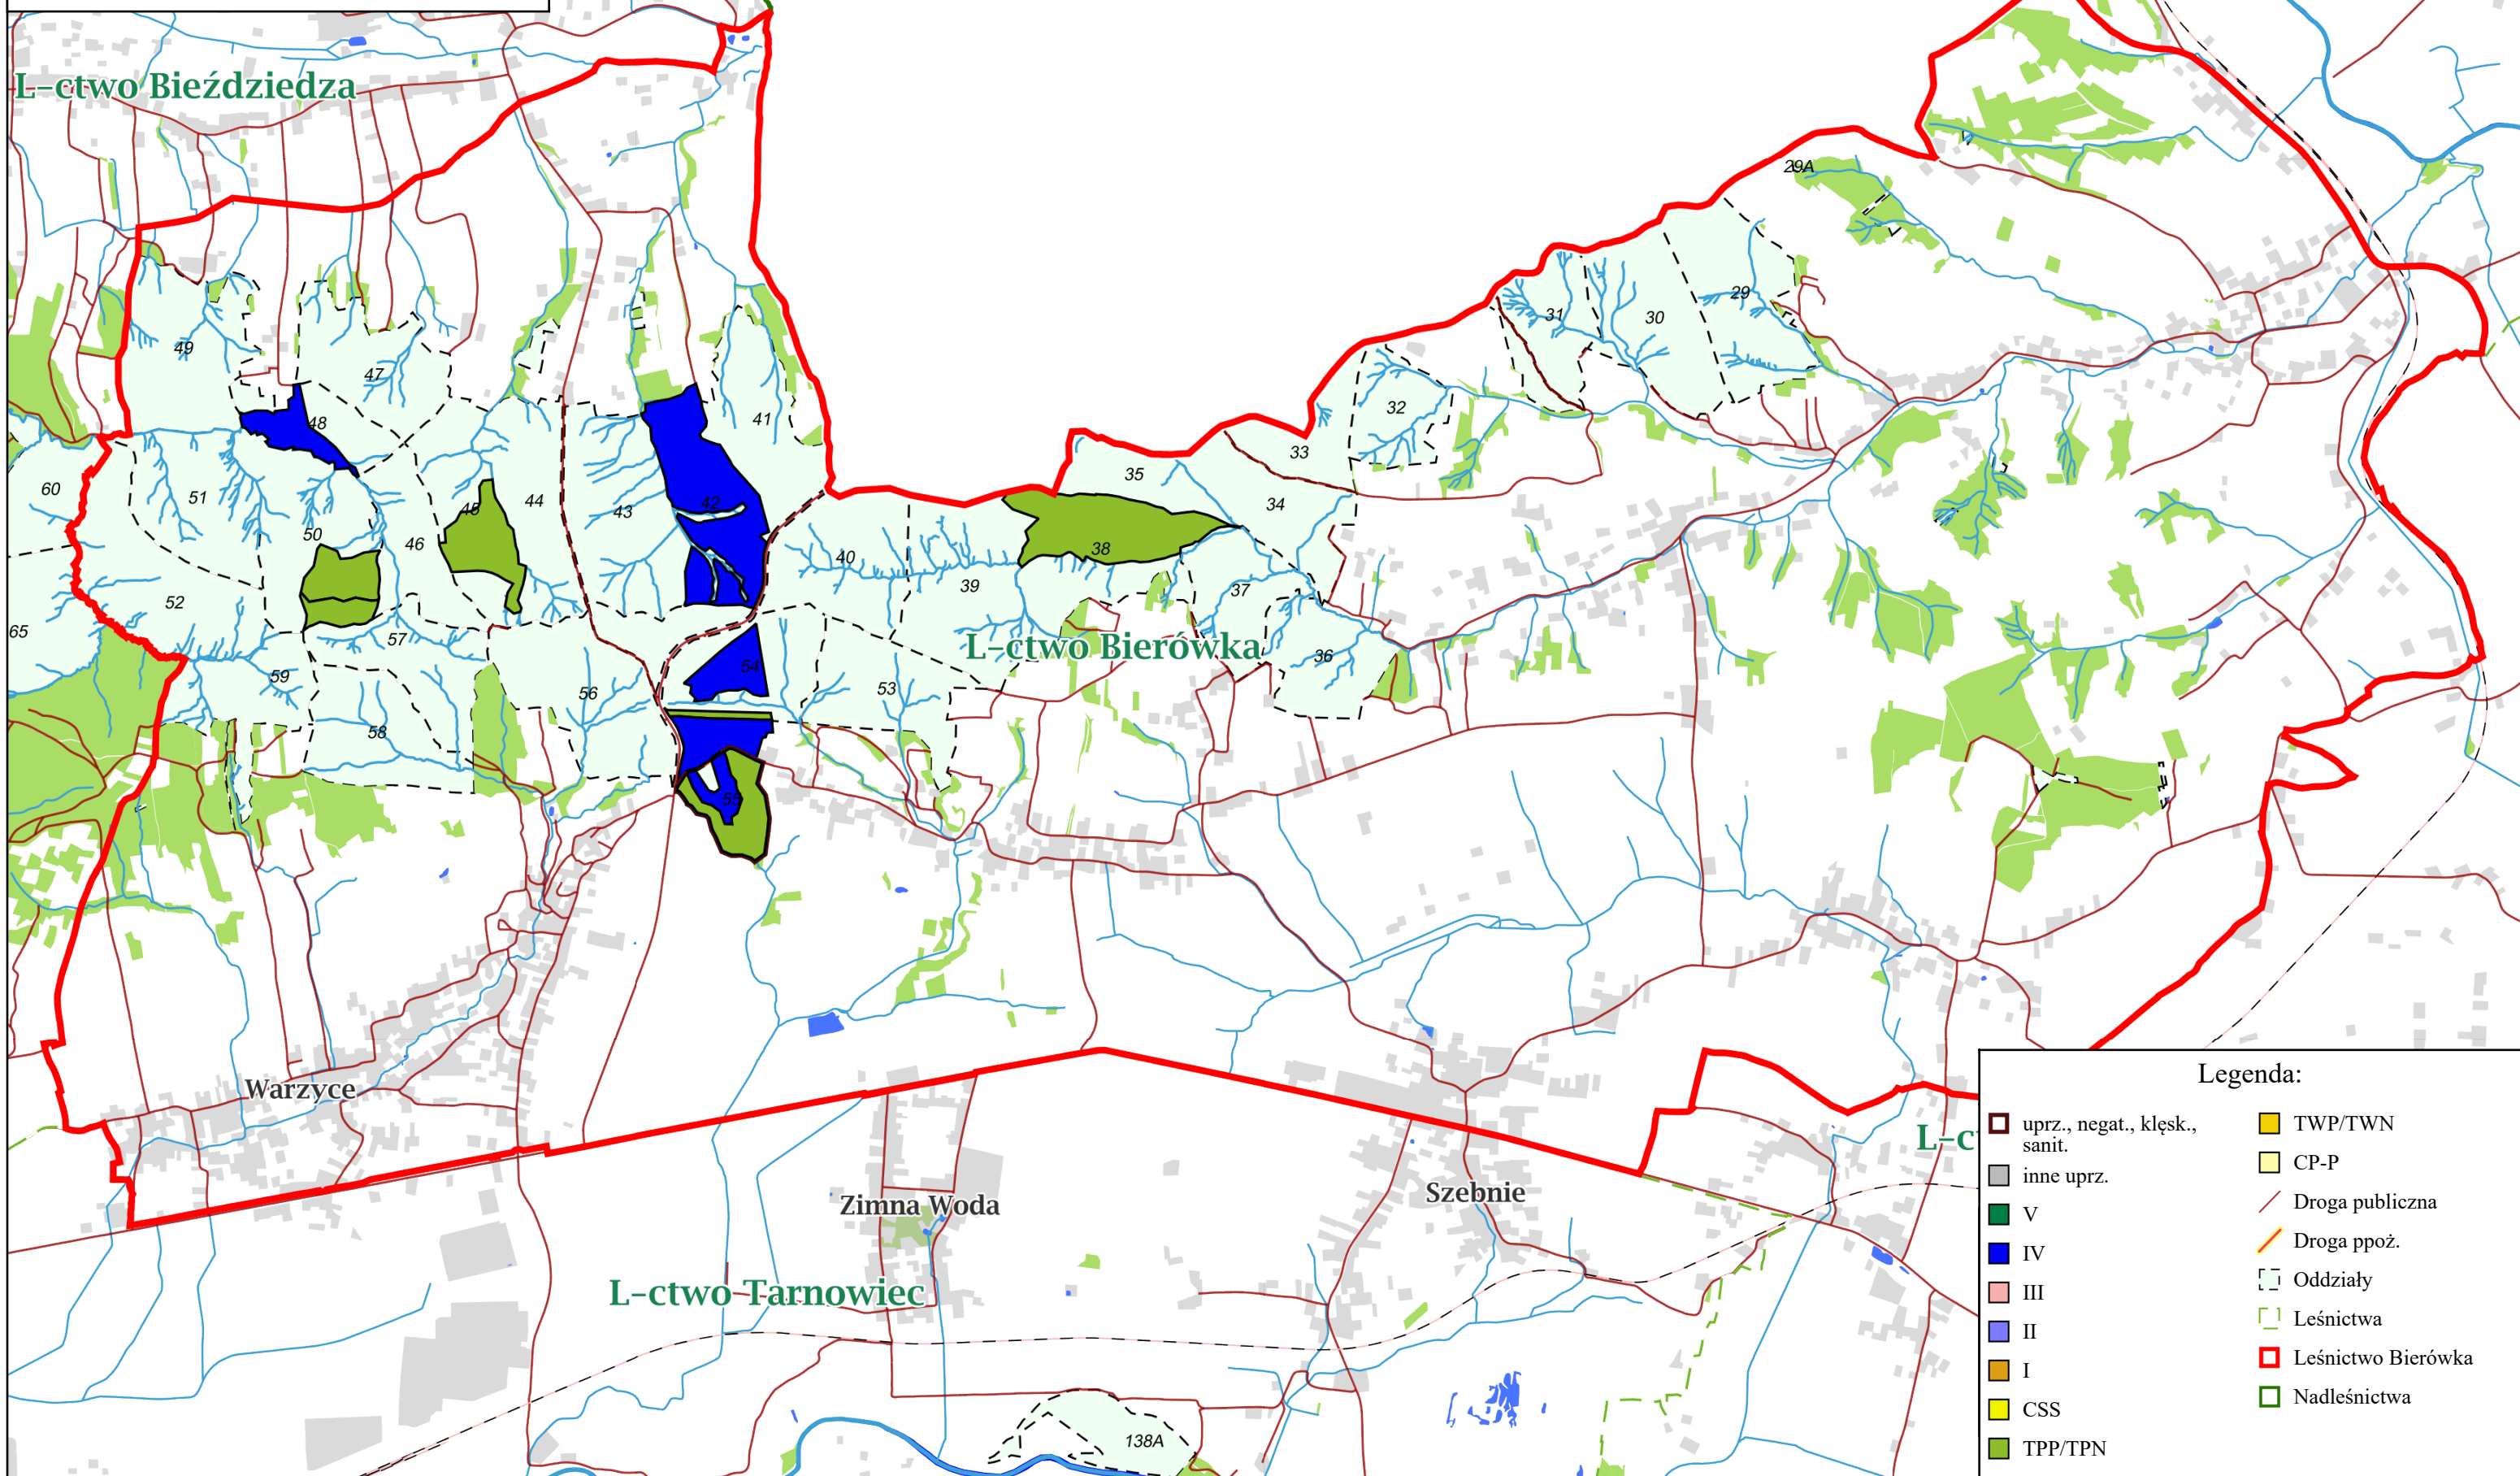 L-ctwo Bieździedza
29A
29
31
30
49
47
32
48
41
33
35
60
51
45
44
42
34
43
50
46
38
40
39
37
52
65
57
L-ctwo Bierówka
36
54
59
56
53
58
55
Warzyce
Zimna Woda
Szebnie
L-ctwo Tarnowiec
138A
L-c
Legenda:
uprz., negat., klęsk.,
sanit.
inne uprz.
V
IV
III
II
I
CSS
TPP/TPN
TWP/TWN
CP-P
Droga publiczna
Droga ppoż.
Oddziały
Leśnictwa
Leśnictwo Bierówka
Nadleśnictwa